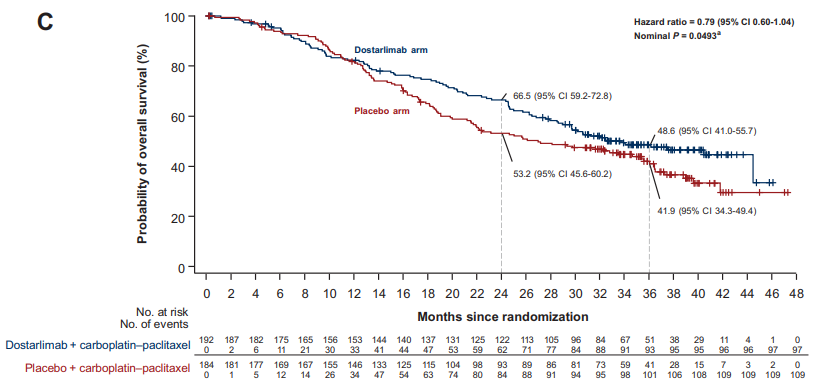 C
Hazard ratio = 0.79 (95% CI 0.60-1.04)
Nominal P = 0.0493a
Probability of overall survival (%)
100
80
60
40
20
0
Dostarlimab arm
Placebo arm
66.5 (95% CI 59.2-72.8)
53.2 (95% CI 45.6-60.2)
48.6 (95% CI 41.0-55.7)
41.9 (95% CI 34.3-49.4)
0 2 4 6 8 10 12 14 16 18 20 22 24 26 28 30 32 34 36 38 40 42 44 46 48
Months since randomization
No. at risk
No. of events
Dostarlimab + carboplatin–paclitaxel 192 187 182 175 165 156 153 144 140 137 131 125 122 113 105 96 84 67 51 38 29 11 4 1 0
0 2 6 11 21 30 33 41 44 47 53 59 62 71 77 84 88 91 93 95 95 96 96 97 97
Placebo + carboplatin–paclitaxel 184 181 177 169 167 155 146 133 125 115 104 98 93 89 86 81 73 59 41 28 15 7 3 2 0
0 1 5 12 14 26 34 47 54 63 74 80 84 88 91 94 95 98 101 106 108 109 109 109 109